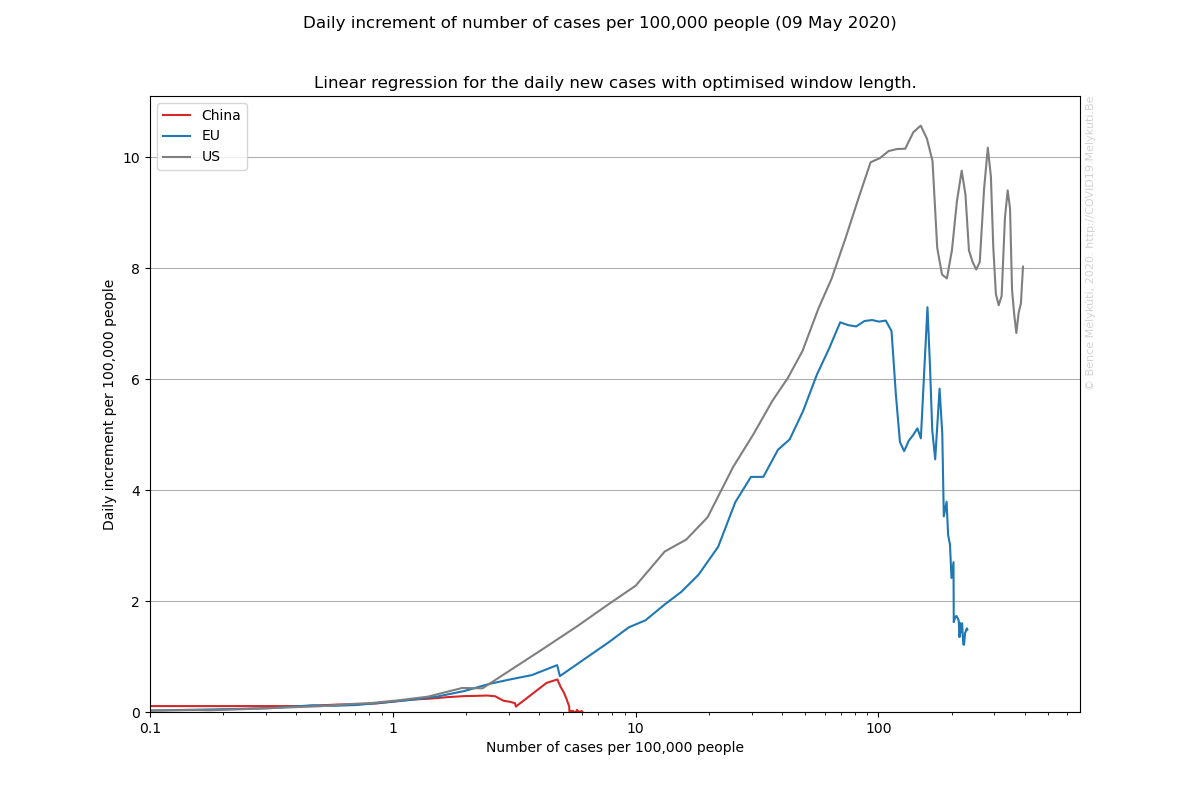 Daily increment of number of cases per 100,000 people (09 May 2020)
Linear regression for the daily new cases with optimised window length.
China
EU
US
10
8
6
4
2
0
Daily increment per 100,000 people
0.1
1
10
100
Number of cases per 100,000 people
© Bence Melykuti, 2020. http://COVID19.Melykuti.Be